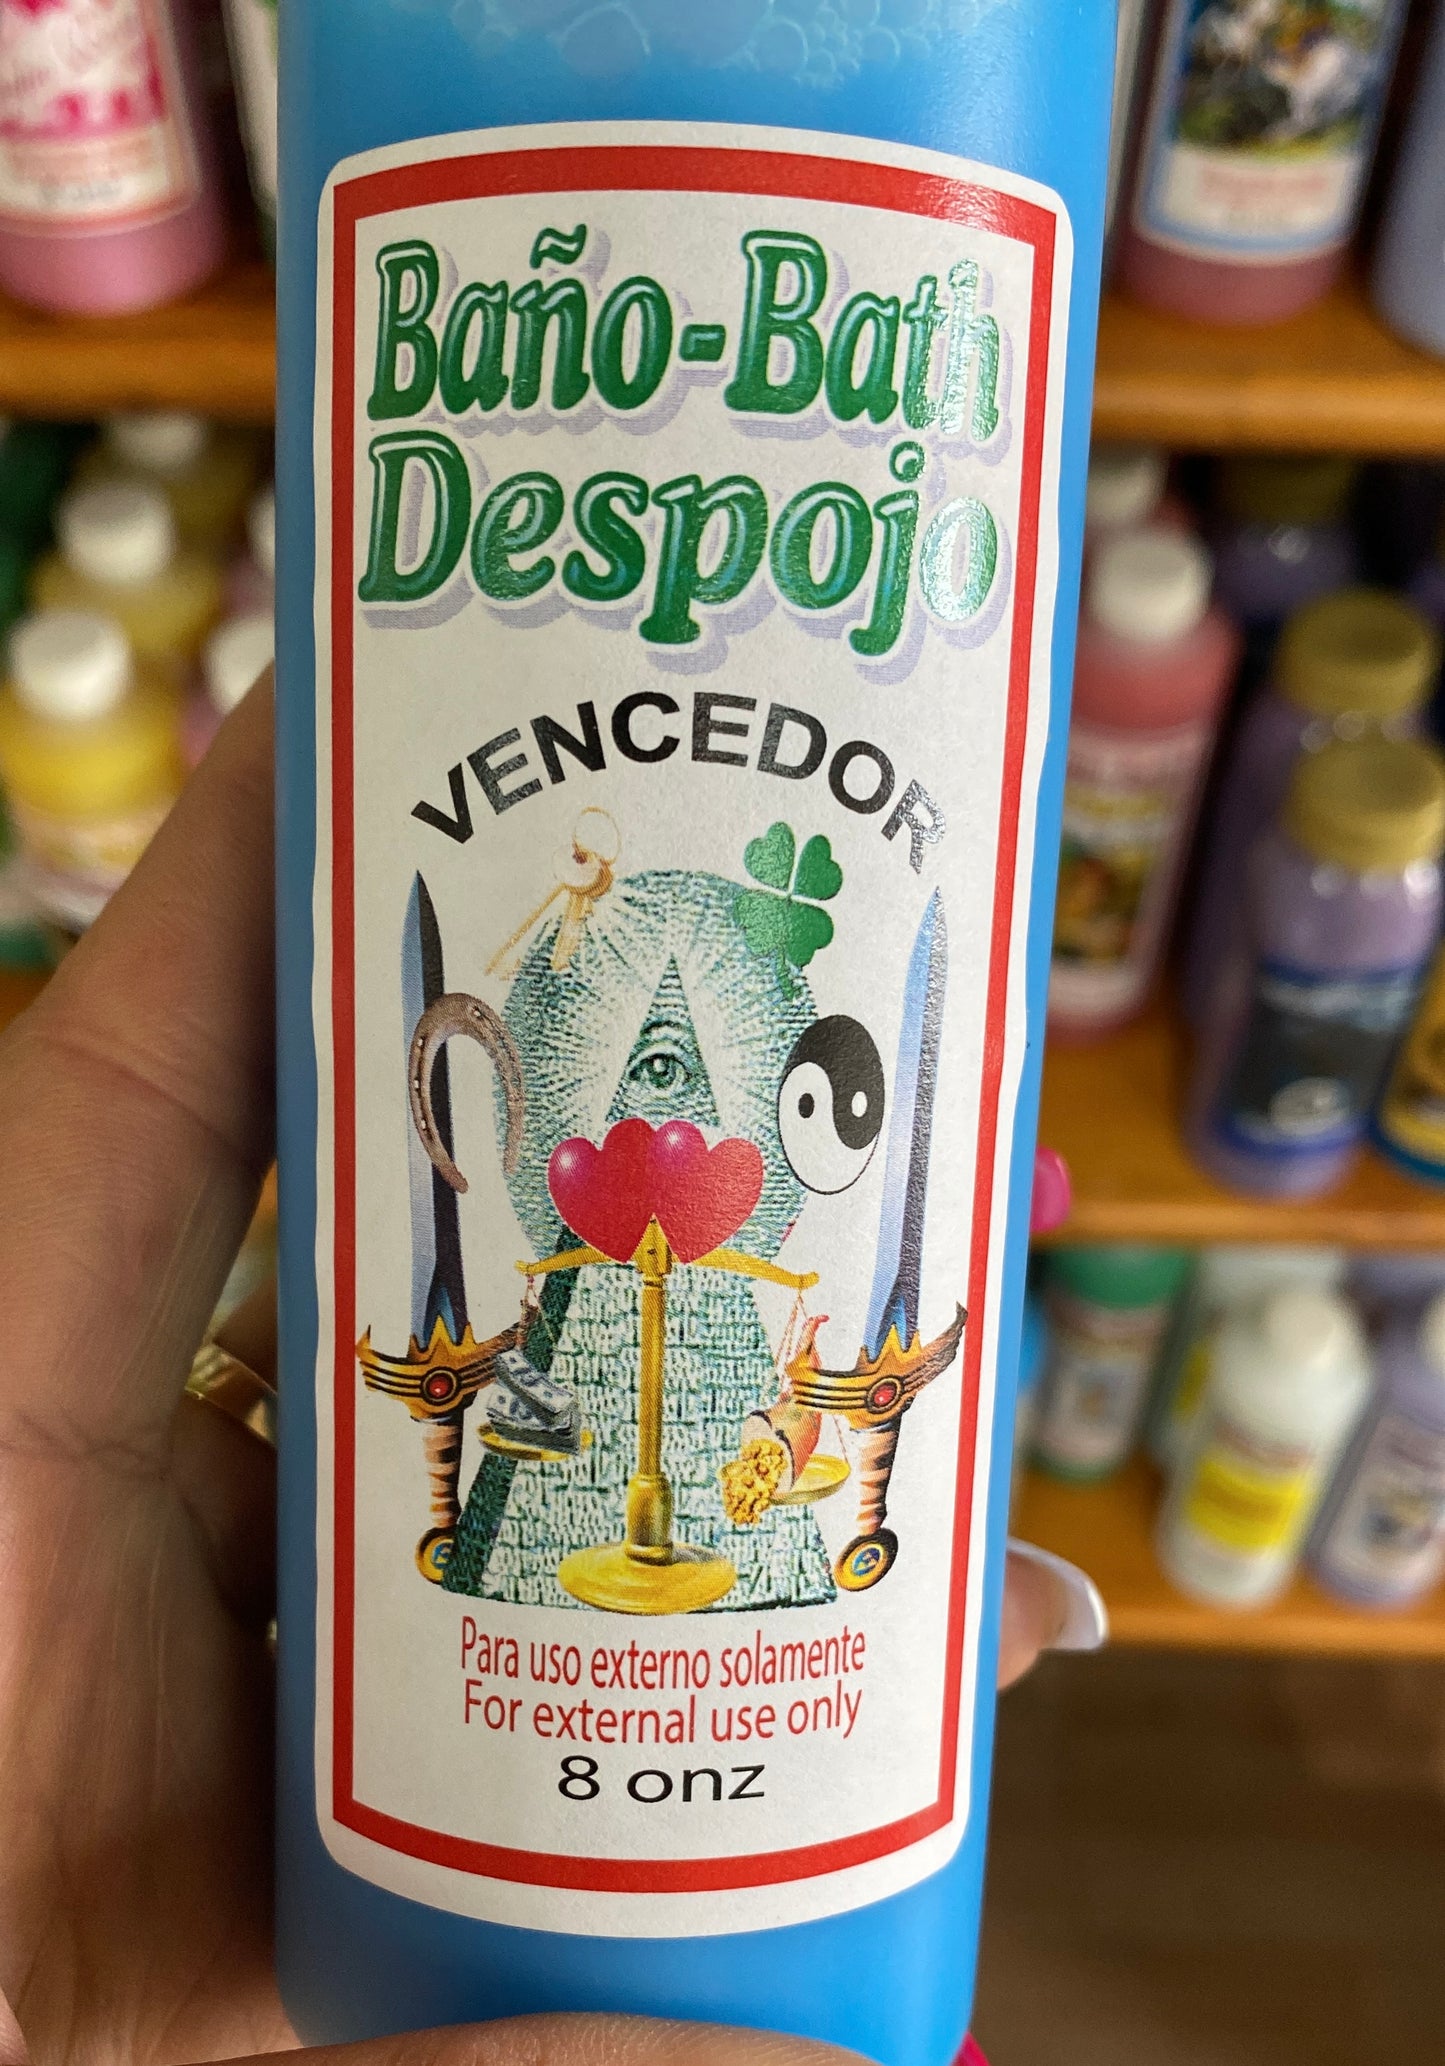 Baño-Bath
Despojo
VENCEDOR
Para uso externo solamente
For external use only
8 onz